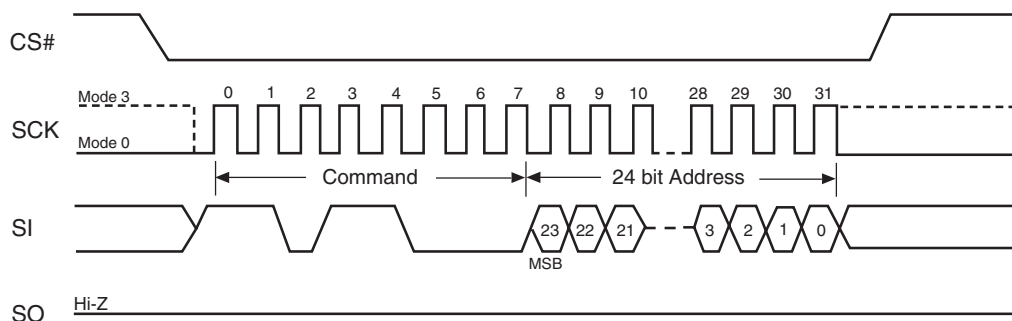 CS#
Mode 3
0 1 2 3 4 5 6 7 8 9 10 28 29 30 31
SCK
Mode 0
Command 24 bit Address
SI
23 22 21 3 2 1 0
MSB
Hi-Z
SO